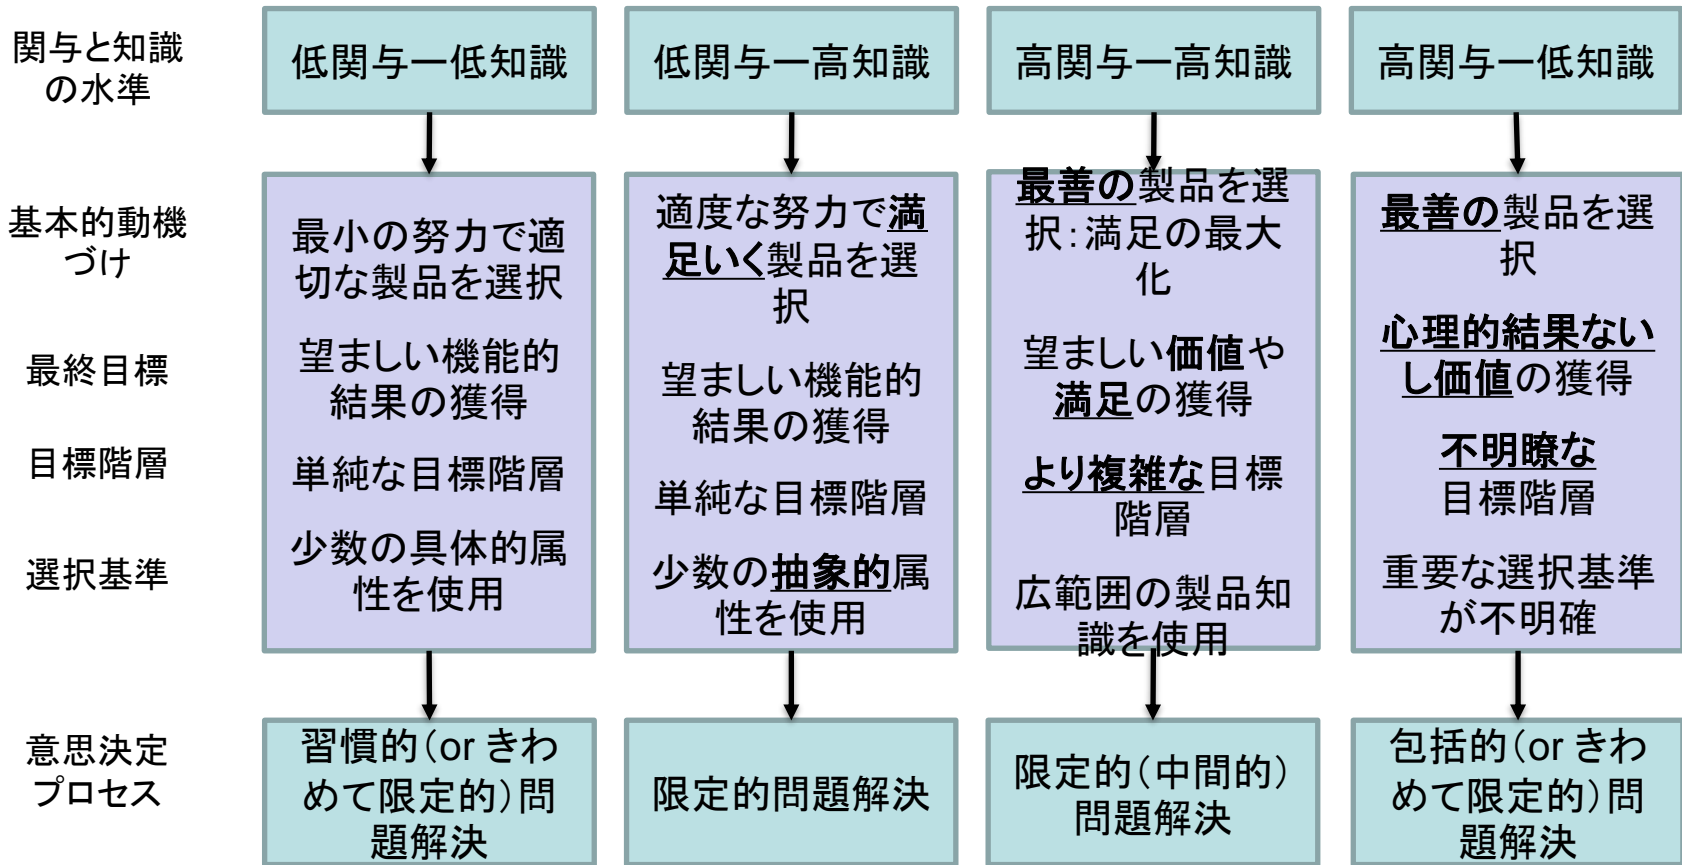 関与と知識
の水準
低関与ー低知識
低関与ー高知識
高関与ー高知識
高関与ー低知識
基本的動機
づけ
最小の努力で適
切な製品を選択
適度な努力で満
足いく製品を選
択
最善の製品を選
択：満足の最大
化
最善の製品を選
択
最終目標
望ましい機能的
結果の獲得
望ましい機能的
結果の獲得
望ましい価値や
満足の獲得
心理的結果ない
し価値の獲得
目標階層
単純な目標階層
単純な目標階層
より複雑な目標
階層
不明瞭な
目標階層
選択基準
少数の具体的属
性を使用
少数の抽象的属
性を使用
広範囲の製品知
識を使用
重要な選択基準
が不明確
意思決定
プロセス
習慣的（or きわ
めて限定的）問
題解決
限定的問題解決
限定的（中間的）
問題解決
包括的（or きわ
めて限定的）問
題解決